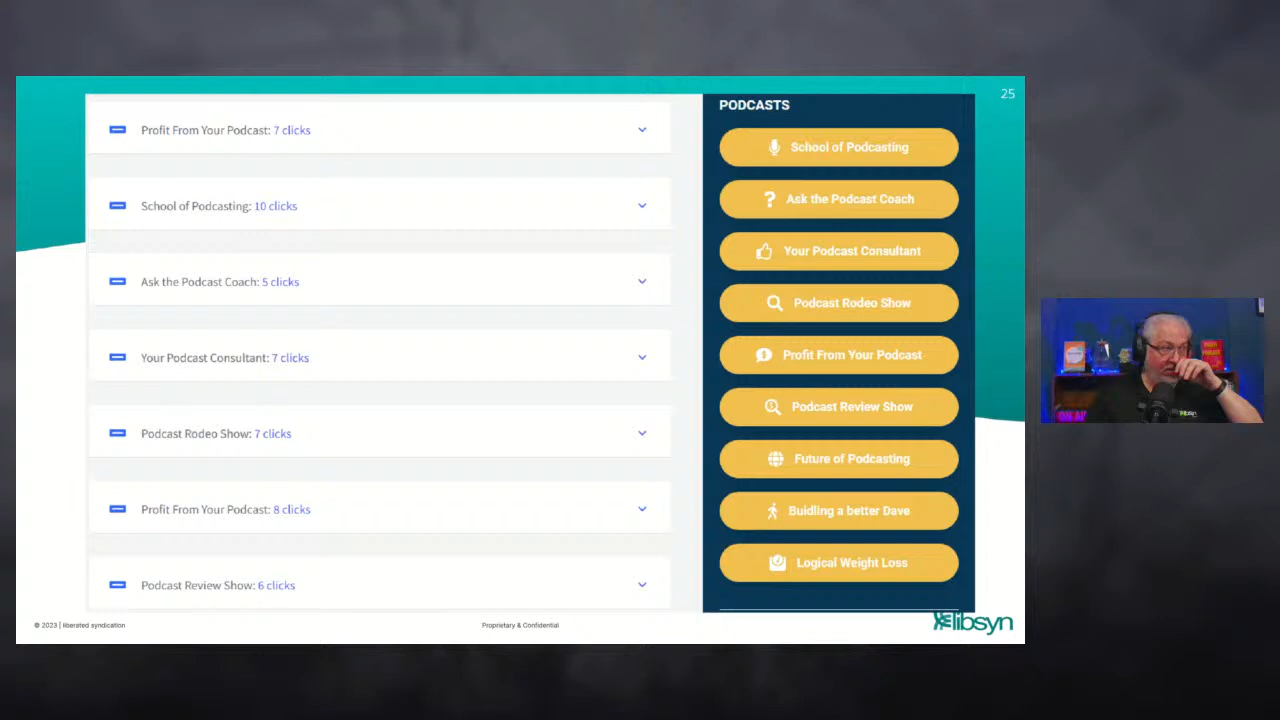 25
Profit From Your Podcast: 7 clicks
School of Podcasting: 10 clicks
Ask the Podcast Coach: 5 clicks
Your Podcast Consultant: 7 clicks
Podcast Rodeo Show: 7 clicks
Profit From Your Podcast: 8 clicks
Podcast Review Show: 6 clicks
PODCASTS
School of Podcasting
Ask the Podcast Coach
Your Podcast Consultant
Podcast Rodeo Show
Profit From Your Podcast
Podcast Review Show
Future of Podcasting
Buidling a better Dave
Logical Weight Loss
© 2023 | liberated syndication
Proprietary & Confidential
libsyn
ON AIR
libsyn